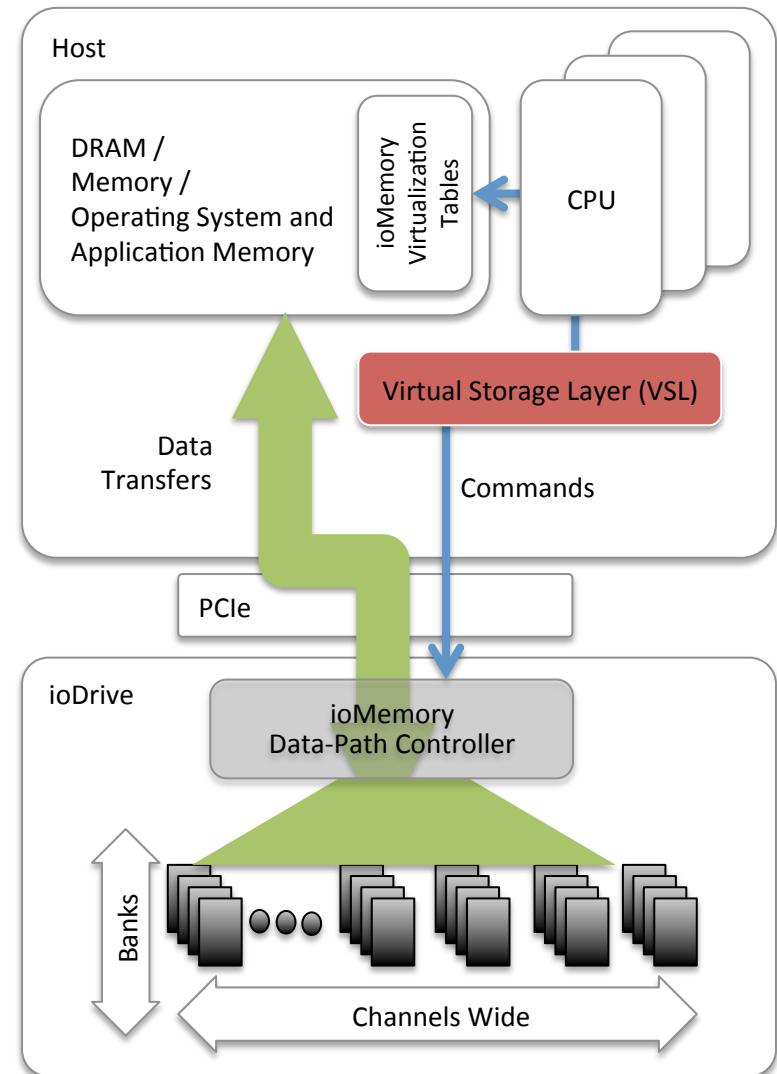 Host
DRAM /
Memory /
Operating System and
Application Memory
ioMemory
Virtualization
Tables
CPU
Virtual Storage Layer (VSL)
Data
Transfers
Commands
PCIe
ioDrive
ioMemory
Data-Path Controller
Banks
Channels Wide